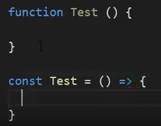 function Test () {
}
const Test = () => {
}